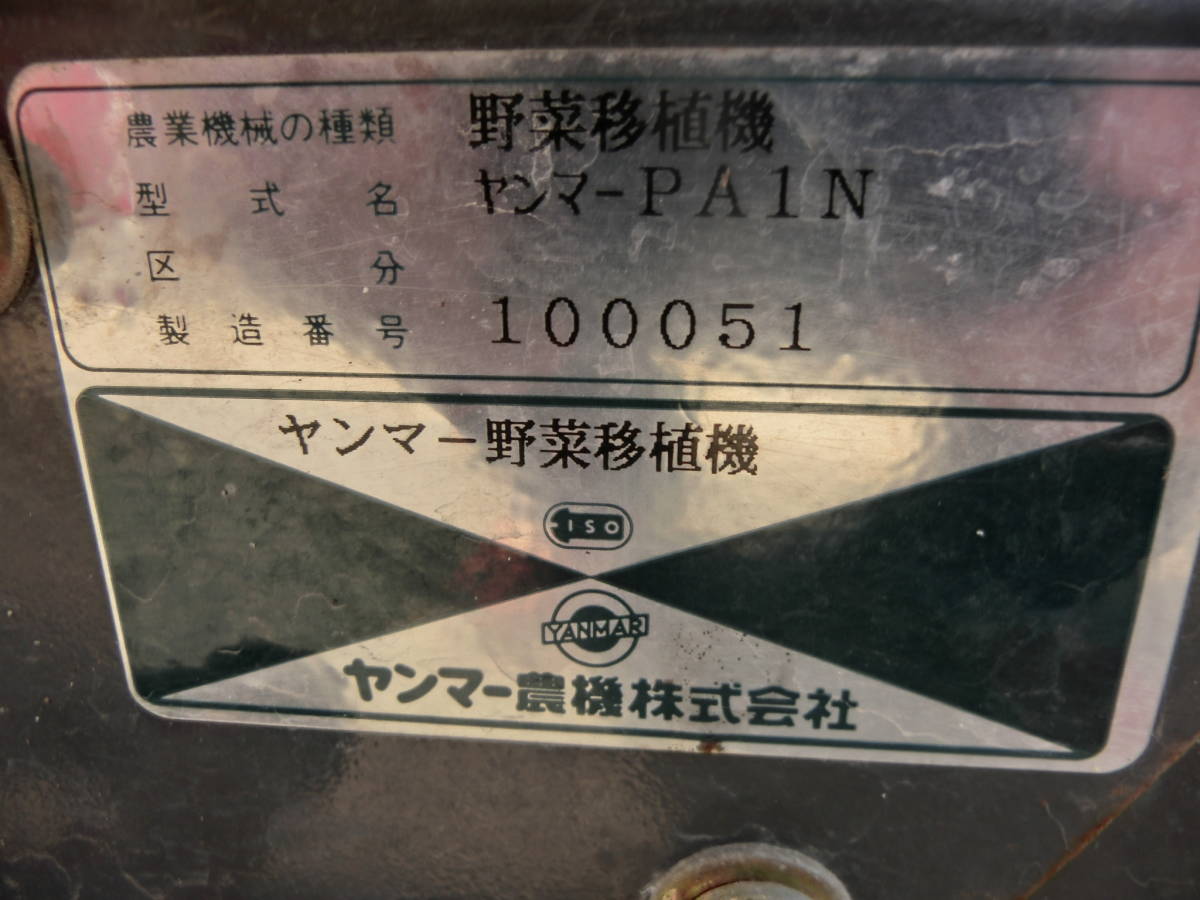 農業機械の種類 野菜移植機
型式名 ヤンマーPA1N
区分
製造番号 100051
ヤンマー野菜移植機
ISO
YANMAR
ヤンマー農機株式会社